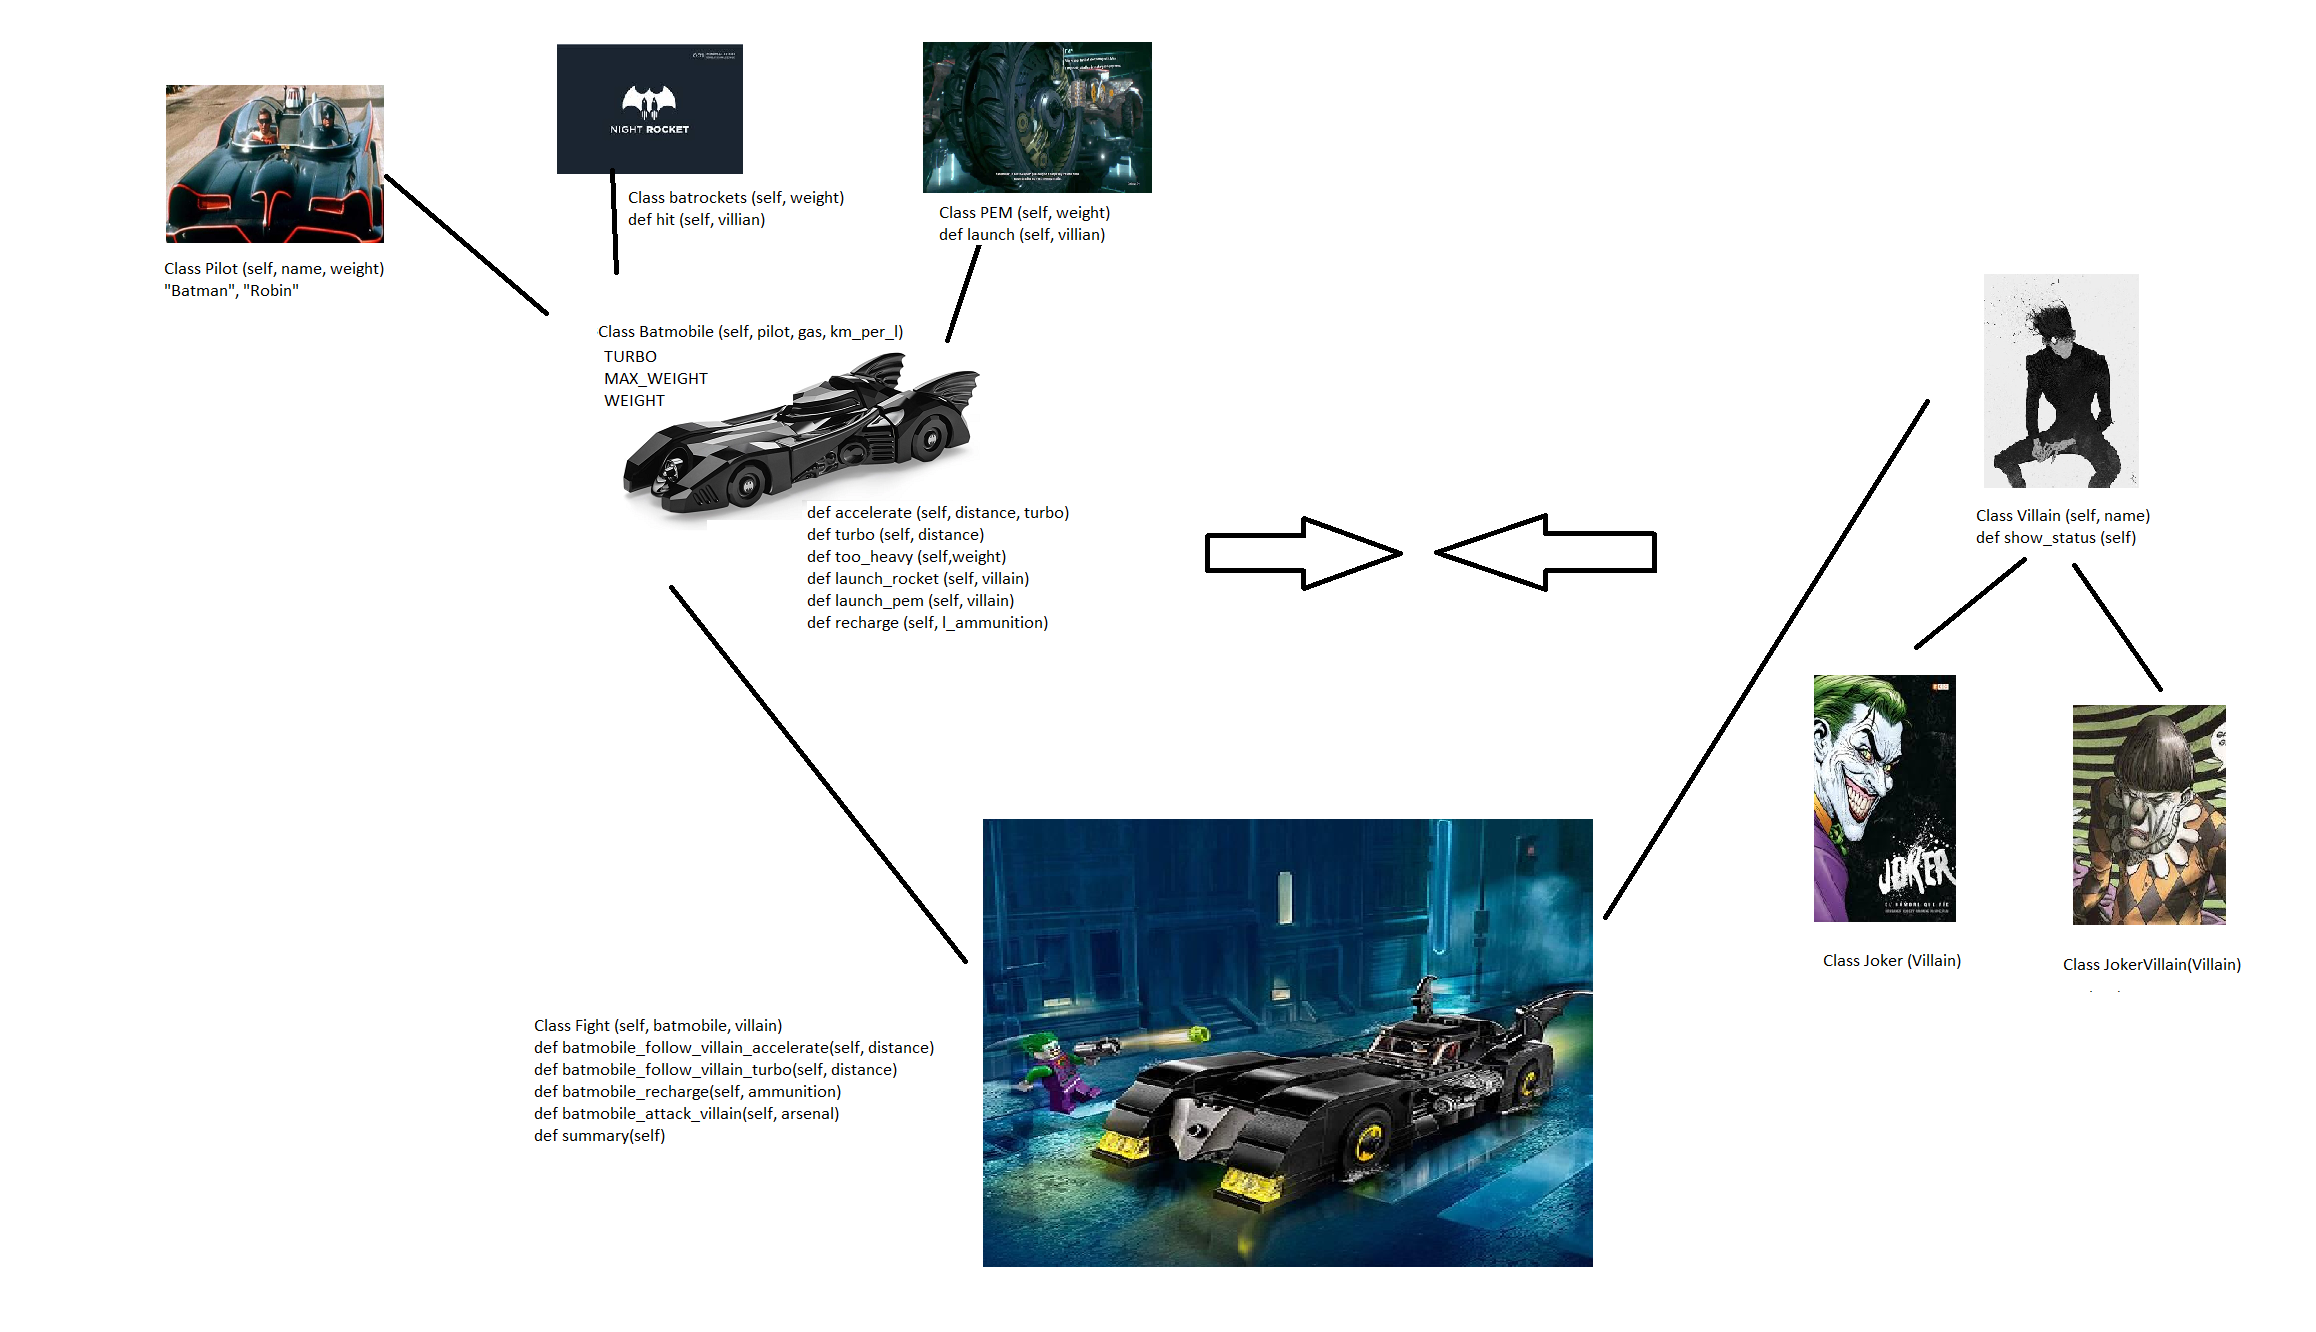 NIGHT ROCKET
Class batrockets (self, weight)
def hit (self, villian)
Class PEM (self, weight)
def launch (self, villian)
Class Pilot (self, name, weight)
"Batman", "Robin"
Class Batmobile (self, pilot, gas, km_per_l)
TURBO
MAX_WEIGHT
WEIGHT
def accelerate (self, distance, turbo)
def turbo (self, distance)
def too_heavy (self,weight)
def launch_rocket (self, villain)
def launch_pem (self, villain)
def recharge (self, l_ammunition)
Class Villain (self, name)
def show_status (self)
JOKER
Class Joker (Villain)
Class JokerVillain(Villain)
Class Fight (self, batmobile, villain)
def batmobile_follow_villain_accelerate(self, distance)
def batmobile_follow_villain_turbo(self, distance)
def batmobile_recharge(self, ammunition)
def batmobile_attack_villain(self, arsenal)
def summary(self)